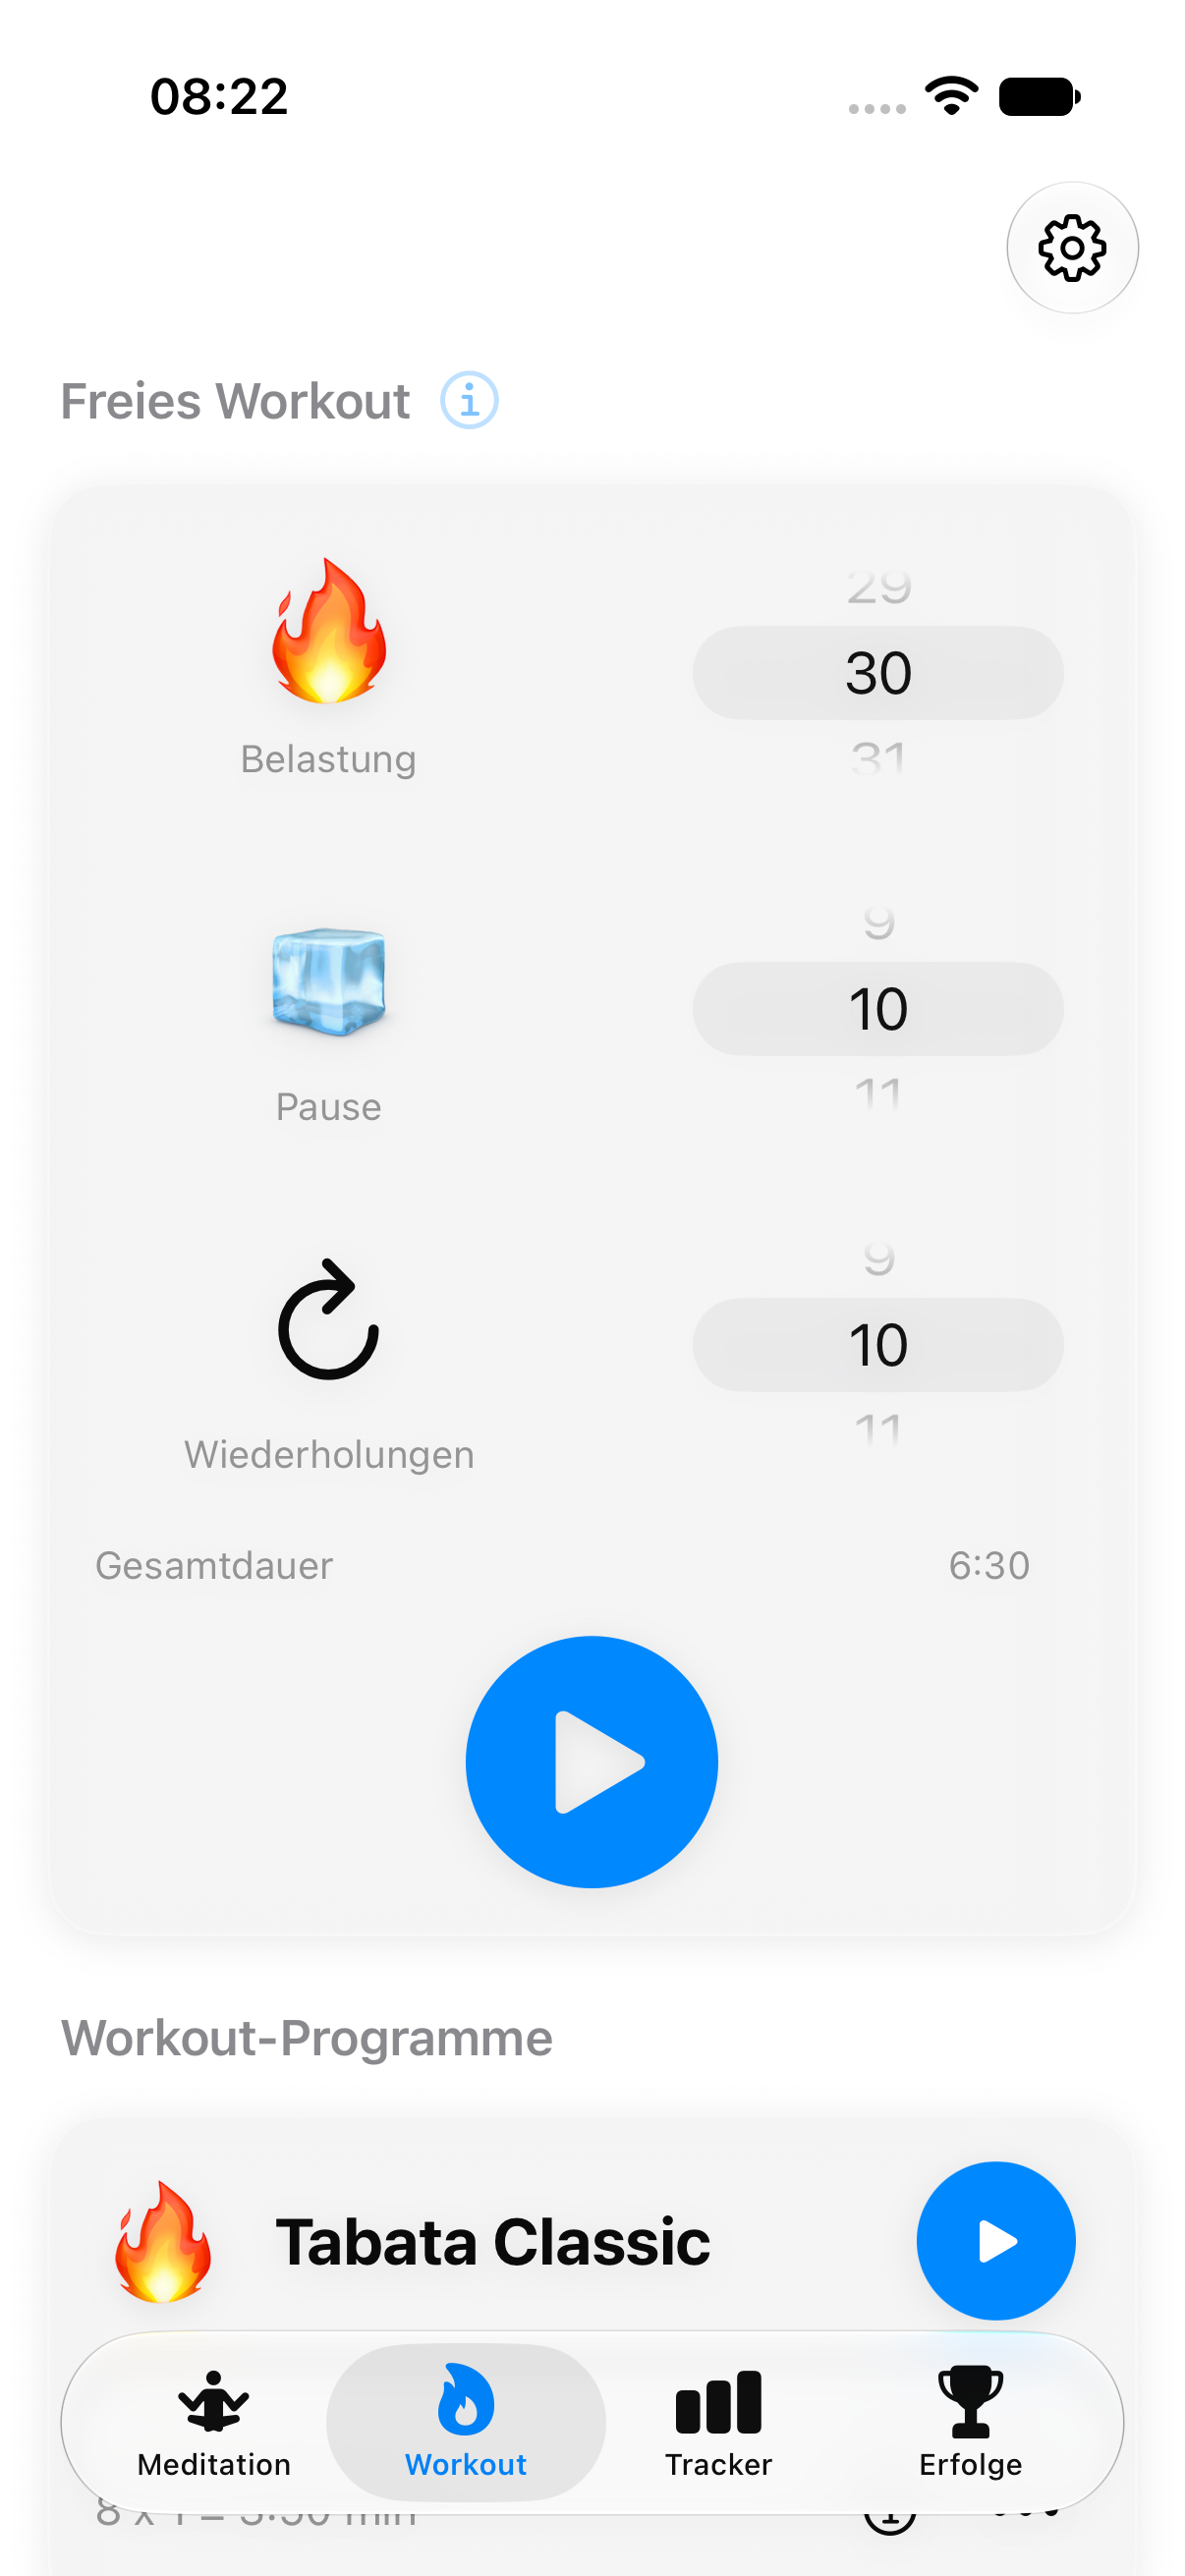 08:22
Freies Workout
29
30
31
Belastung
9
10
11
Pause
9
10
11
Wiederholungen
Gesamtdauer 6:30
Workout-Programme
Tabata Classic
Meditation Workout Tracker Erfolge